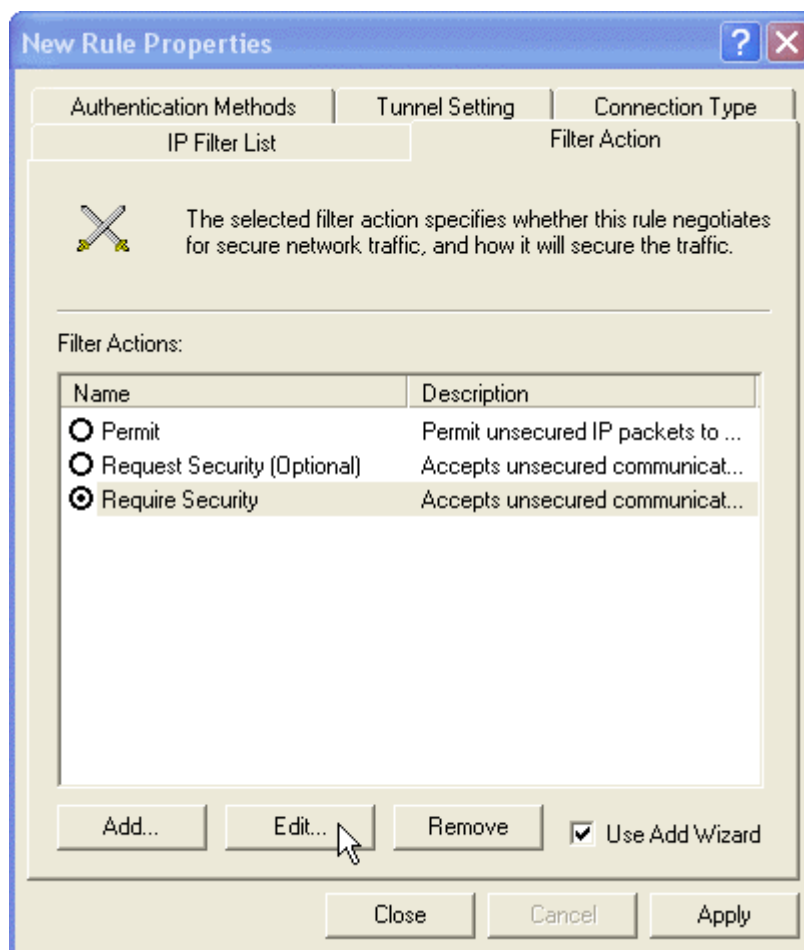 New Rule Properties
Authentication Methods Tunnel Setting Connection Type
IP Filter List Filter Action
The selected filter action specifies whether this rule negotiates
for secure network traffic, and how it will secure the traffic.
Filter Actions:
Name Description
Permit Permit unsecured IP packets to ...
Request Security (Optional) Accepts unsecured communicat...
Require Security Accepts unsecured communicat...
Add... Edit... Remove Use Add Wizard
Close Cancel Apply